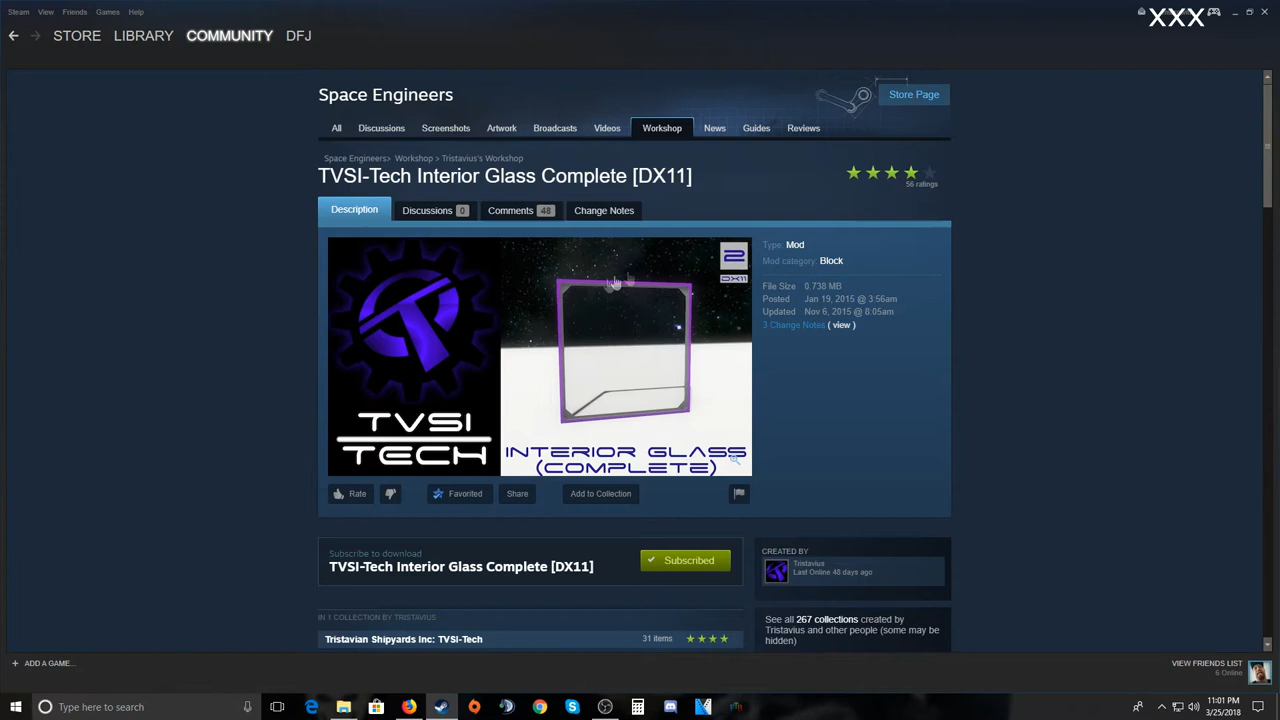 Steam View Friends Games Help
XXX
STORE LIBRARY COMMUNITY DFJ
Space Engineers
Store Page
All Discussions Screenshots Artwork Broadcasts Videos Workshop News Guides Reviews
Space Engineers> Workshop > Tristavius's Workshop
TVSI-Tech Interior Glass Complete [DX11]
56 ratings
Description Discussions 0 Comments 48 Change Notes
2
DX11
TVSI
TECH
INTERIOR GLASS
(COMPLETE)
Type: Mod
Mod category: Block
File Size 0.738 MB
Posted Jan 19, 2015 @ 3:56am
Updated Nov 6, 2015 @ 8:05am
3 Change Notes ( view )
Rate Favorited Share Add to Collection
Subscribe to download
TVSI-Tech Interior Glass Complete [DX11]
Subscribed
CREATED BY
Tristavius
Last Online 48 days ago
IN 1 COLLECTION BY TRISTAVIUS
Tristavian Shipyards Inc: TVSI-Tech 31 items
See all 267 collections created by
Tristavius and other people (some may be
hidden)
+ ADD A GAME...
VIEW FRIENDS LIST
6 Online
Type here to search
11:01 PM
3/25/2018